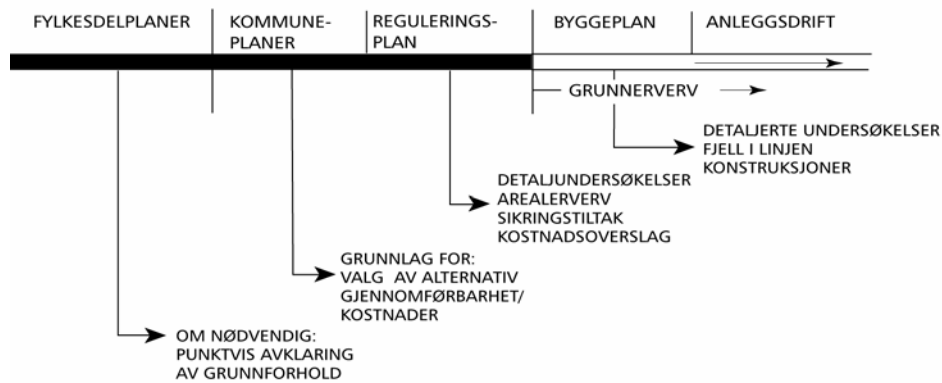 FYLKESDELPLANER
KOMMUNE-
PLANER
REGULERINGS-
PLAN
BYGGEPLAN
ANLEGGSDRIFT
GRUNNERVERV
DETALJERTE UNDERSØKELSER
FJELL I LINJEN
KONSTRUKSJONER
DETALJUNDERSØKELSER
AREALERVERV
SIKRINGSTILTAK
KOSTNADSOVERSLAG
GRUNNLAG FOR:
VALG AV ALTERNATIV
GJENNOMFØRBARHET/
KOSTNADER
OM NØDVENDIG:
PUNKTVIS AVKLARING
AV GRUNNFORHOLD